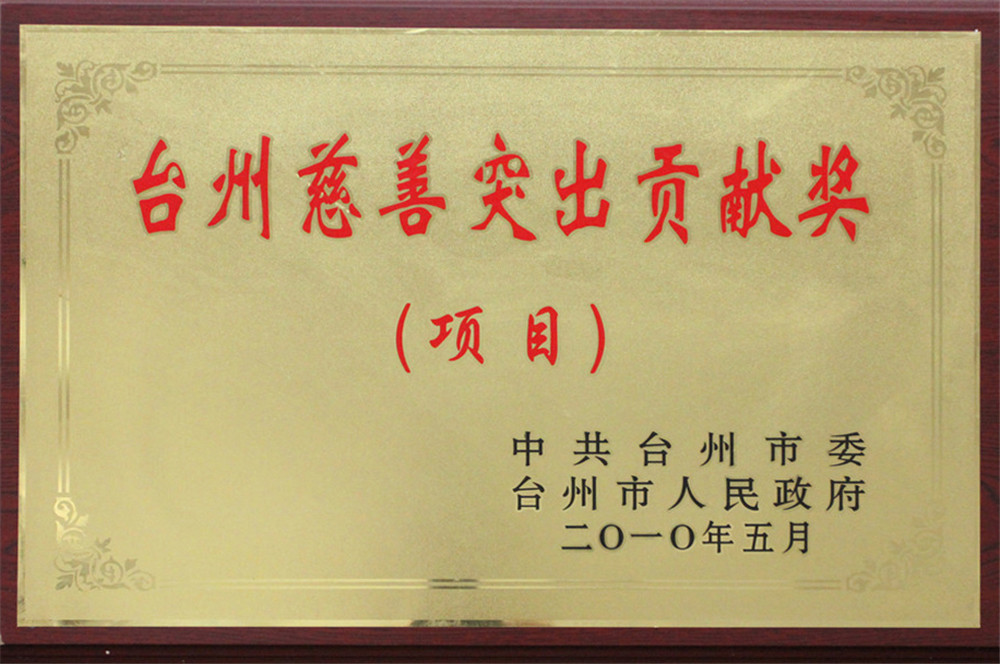 台州慈善突出贡献奖
(项目)
中共台州市委
台州市人民政府
二〇一〇年五月